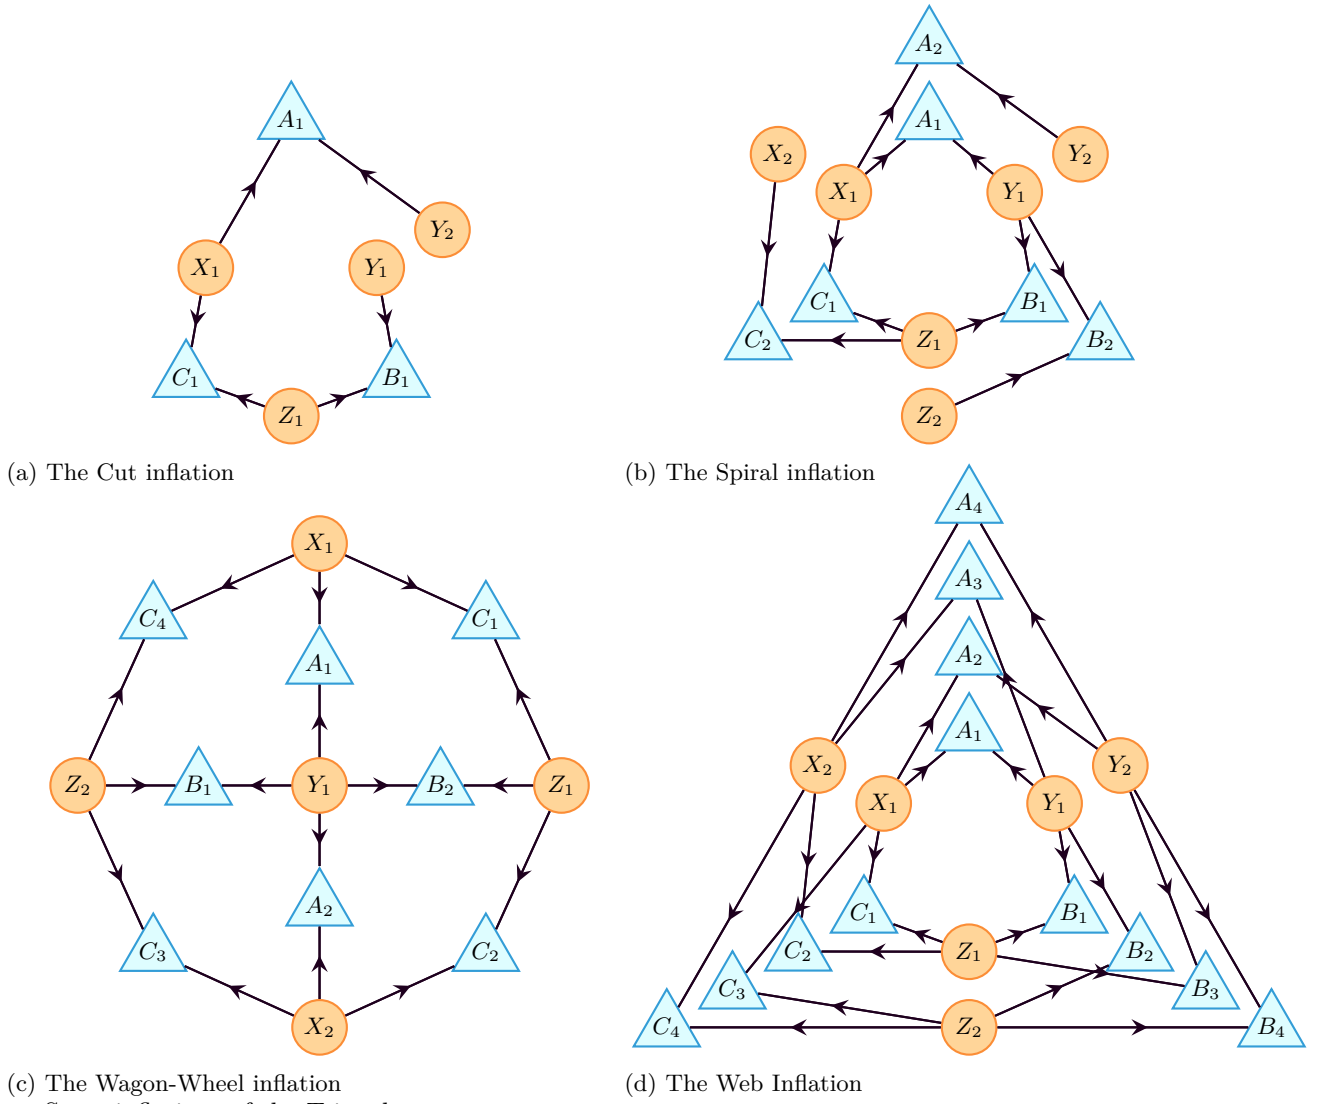 A₂
A₁
A₁
X₂
Y₂
X₁
Y₁
Y₂
X₁
Y₁
C₁
B₁
C₂
B₂
Z₁
C₁
B₁
Z₁
Z₂
(a) The Cut inflation
(b) The Spiral inflation
A₄
X₁
A₃
C₄
C₁
A₁
A₂
A₁
X₂
Y₂
Z₂
B₁
Y₁
B₂
Z₁
X₁
Y₁
A₂
C₁
B₁
C₃
C₂
C₂
Z₁
B₂
C₃
B₃
X₂
C₄
Z₂
B₄
(c) The Wagon-Wheel inflation
(d) The Web Inflation